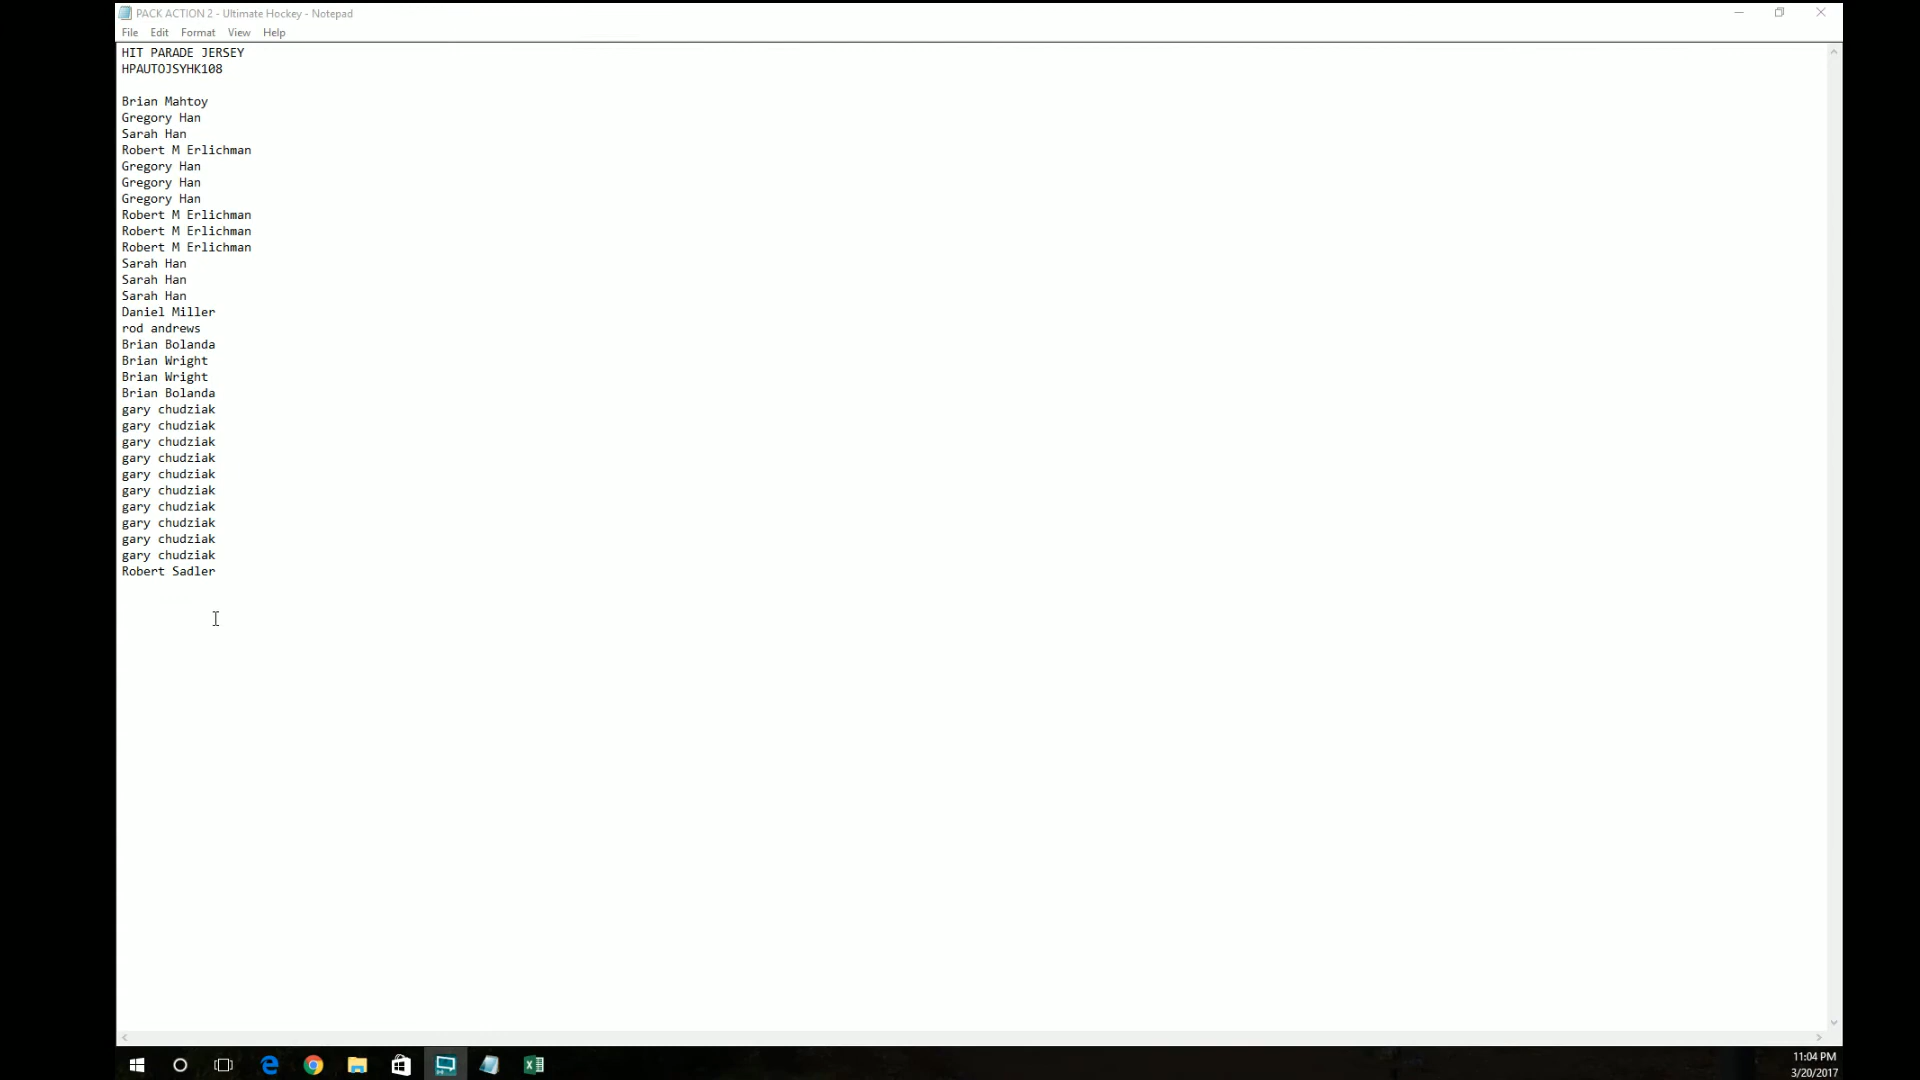 PACK ACTION 2 - Ultimate Hockey - Notepad
File Edit Format View Help
HIT PARADE JERSEY
HPAUTOJSYHK108
Brian Mahtoy
Gregory Han
Sarah Han
Robert M Erlichman
Gregory Han
Gregory Han
Gregory Han
Robert M Erlichman
Robert M Erlichman
Robert M Erlichman
Sarah Han
Sarah Han
Sarah Han
Daniel Miller
rod andrews
Brian Bolanda
Brian Wright
Brian Wright
Brian Bolanda
gary chudziak
gary chudziak
gary chudziak
gary chudziak
gary chudziak
gary chudziak
gary chudziak
gary chudziak
gary chudziak
gary chudziak
Robert Sadler
11:04 PM
3/20/2017